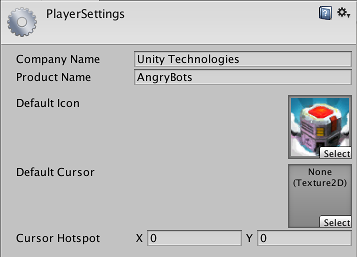 PlayerSettings
Company Name Unity Technologies
Product Name AngryBots
Default Icon
Select
Default Cursor
None
(Texture2D)
Select
Cursor Hotspot X 0 Y 0